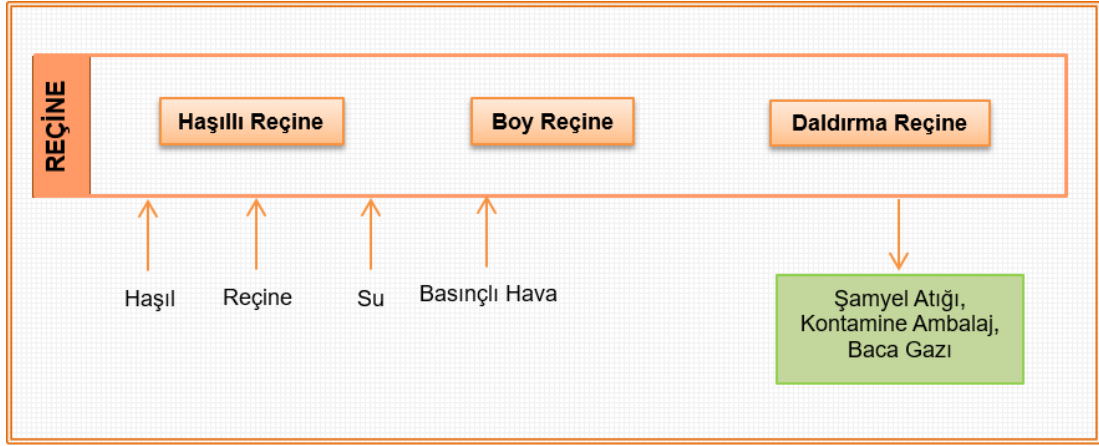 REÇİNE
Haşıllı Reçine
Boy Reçine
Daldırma Reçine
Haşıl
Reçine
Su
Basınçlı Hava
Şamyel Atığı,
Kontamine Ambalaj,
Baca Gazı